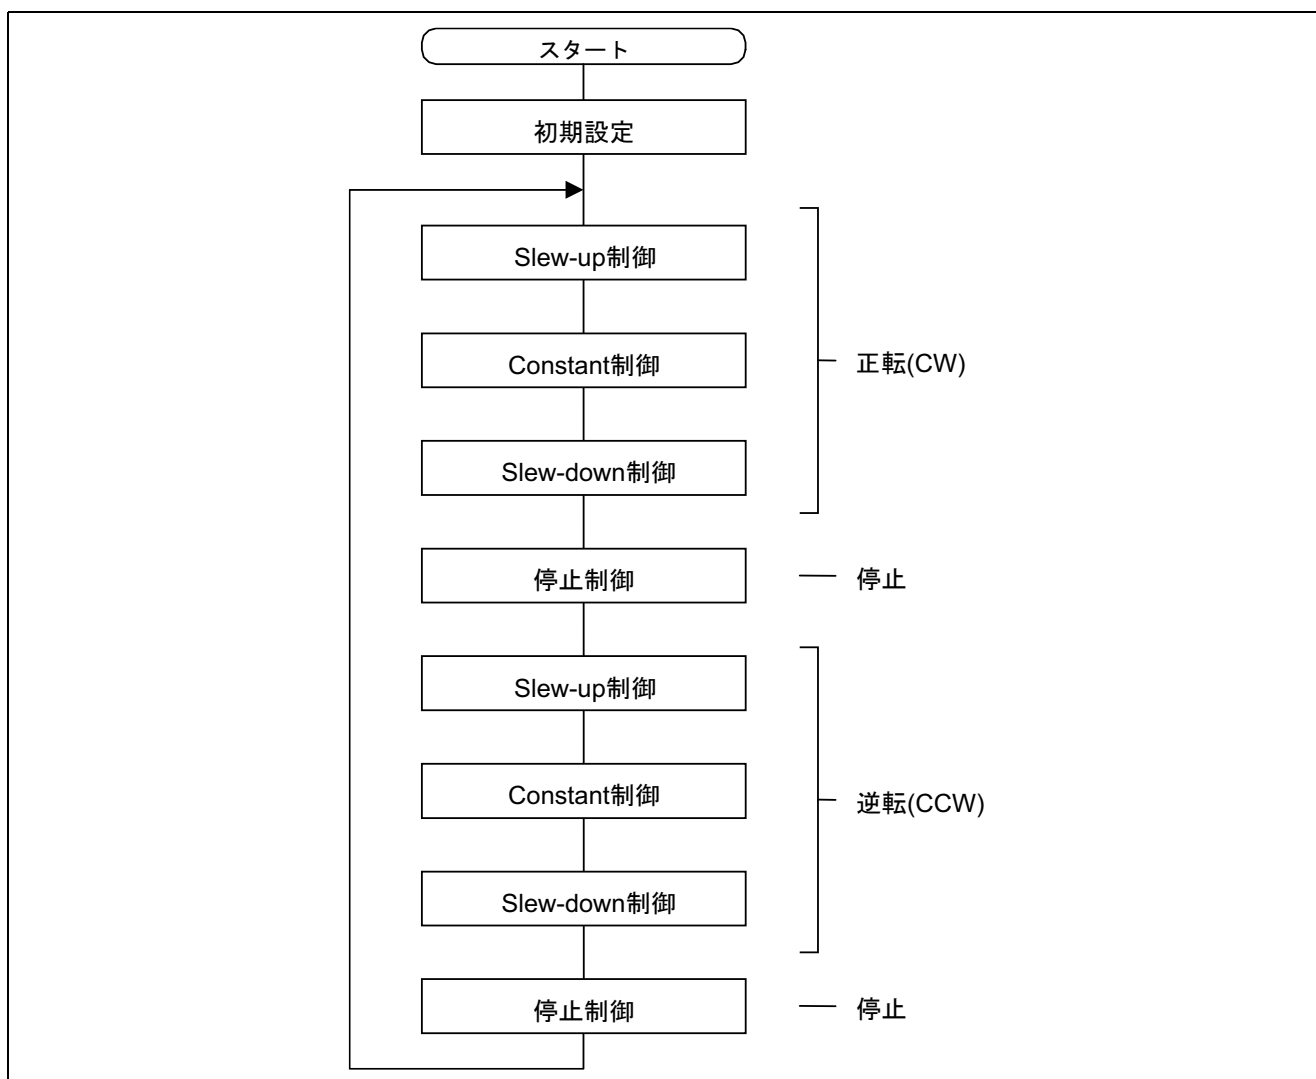 スタート
初期設定
Slew-up制御
Constant制御
正転(CW)
Slew-down制御
停止制御
停止
Slew-up制御
Constant制御
逆転(CCW)
Slew-down制御
停止制御
停止